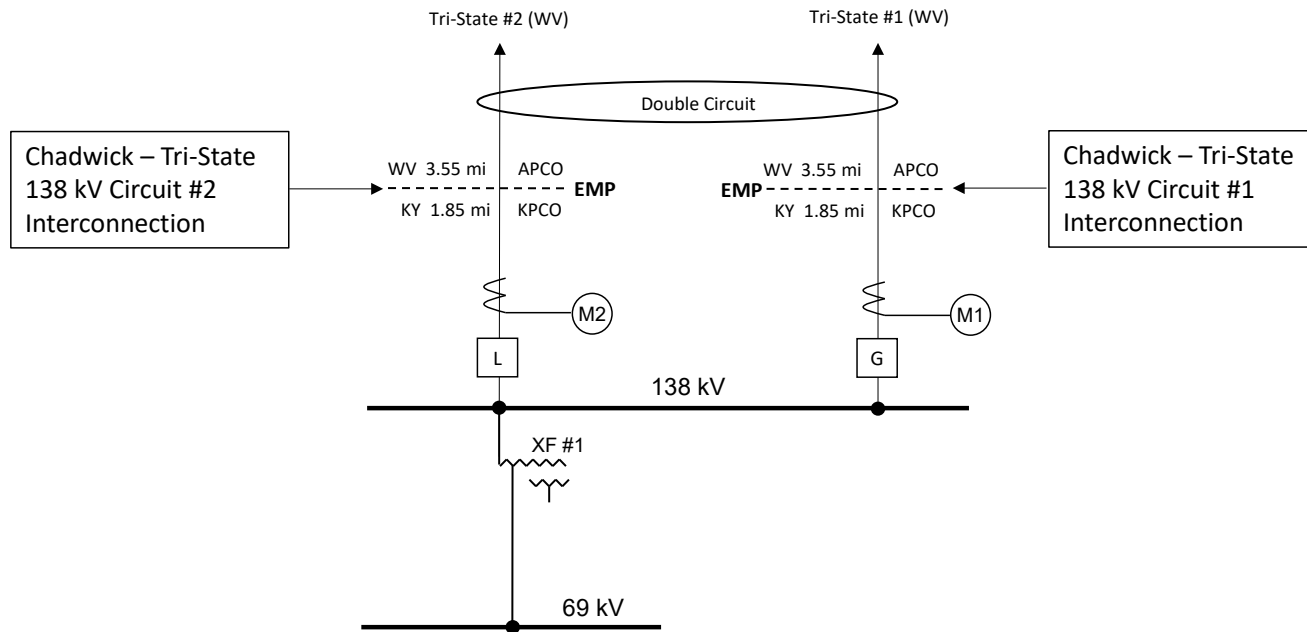 Tri-State #2 (WV)
Tri-State #1 (WV)
Double Circuit
Chadwick – Tri-State
138 kV Circuit #2
Interconnection
WV 3.55 mi APCO
KY 1.85 mi KPCO
EMP
EMP
WV 3.55 mi APCO
KY 1.85 mi KPCO
Chadwick – Tri-State
138 kV Circuit #1
Interconnection
M2
M1
L
G
138 kV
XF #1
69 kV